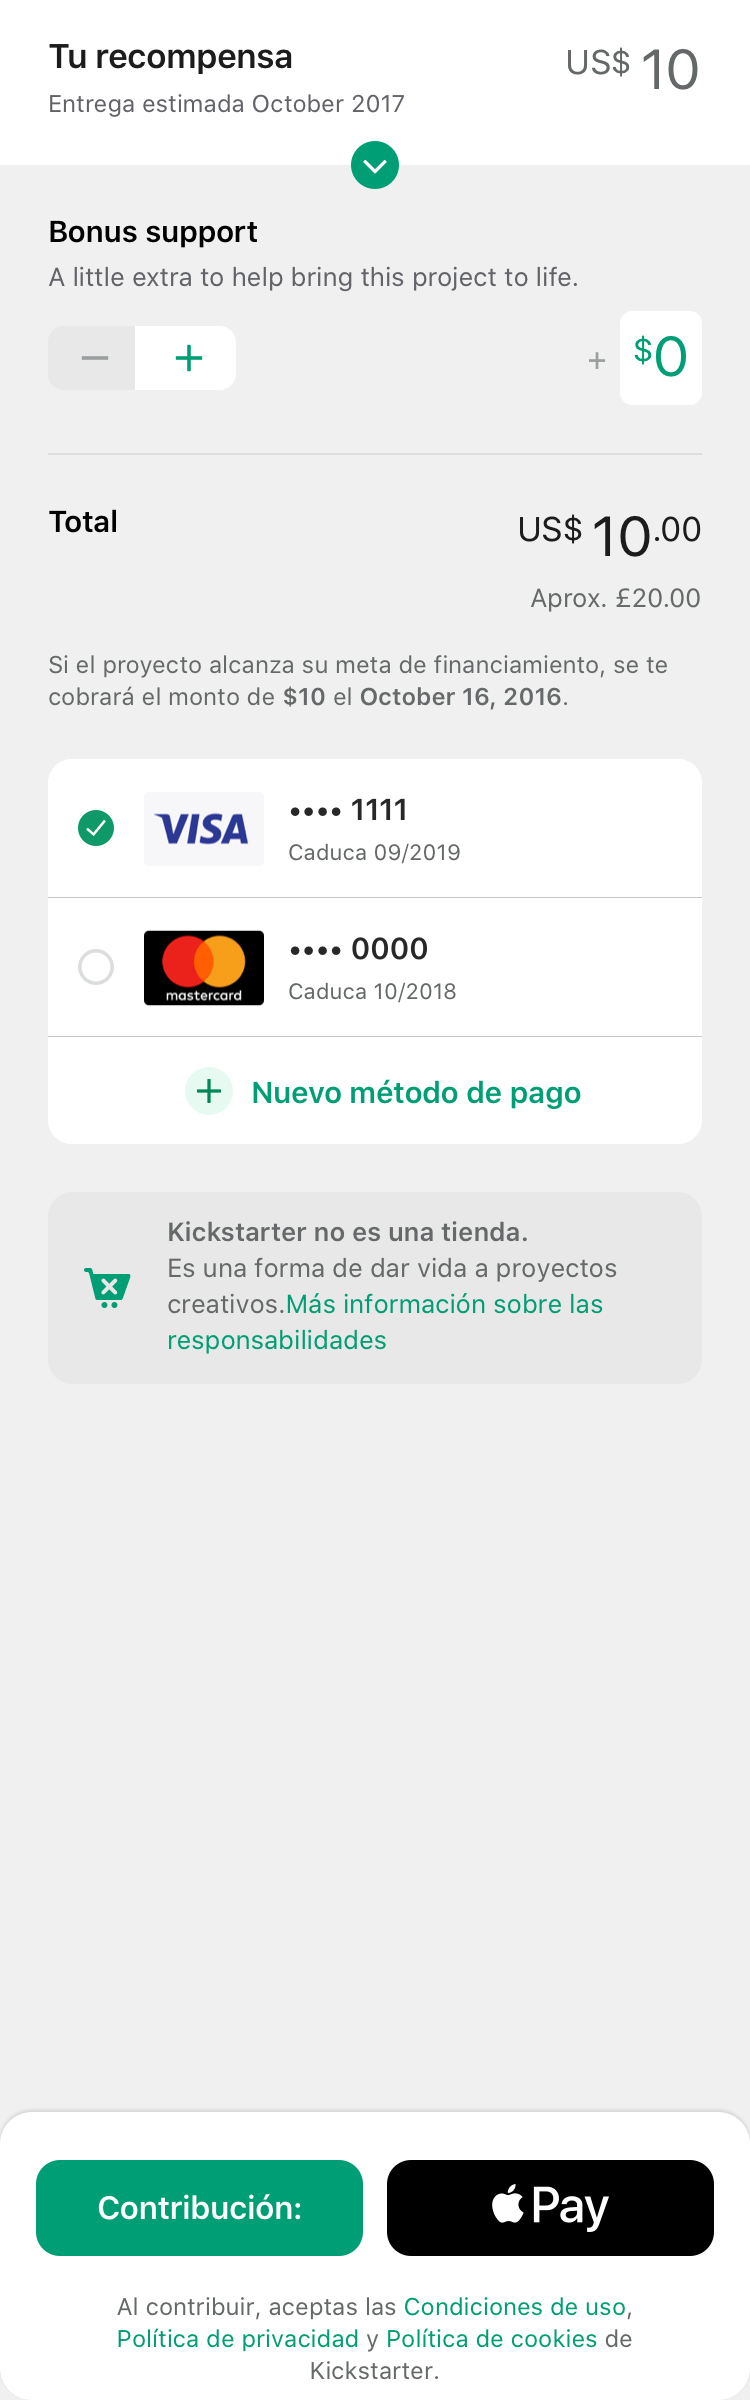 Tu recompensa
US$ 10
Entrega estimada October 2017
Bonus support
A little extra to help bring this project to life.
+ $0
Total
US$ 10.00
Aprox. £20.00
Si el proyecto alcanza su meta de financiamiento, se te
cobrará el monto de $10 el October 16, 2016.
VISA
•••• 1111
Caduca 09/2019
mastercard
•••• 0000
Caduca 10/2018
+ Nuevo método de pago
Kickstarter no es una tienda.
Es una forma de dar vida a proyectos
creativos.Más información sobre las
responsabilidades
Contribución:
Pay
Al contribuir, aceptas las Condiciones de uso,
Política de privacidad y Política de cookies de
Kickstarter.